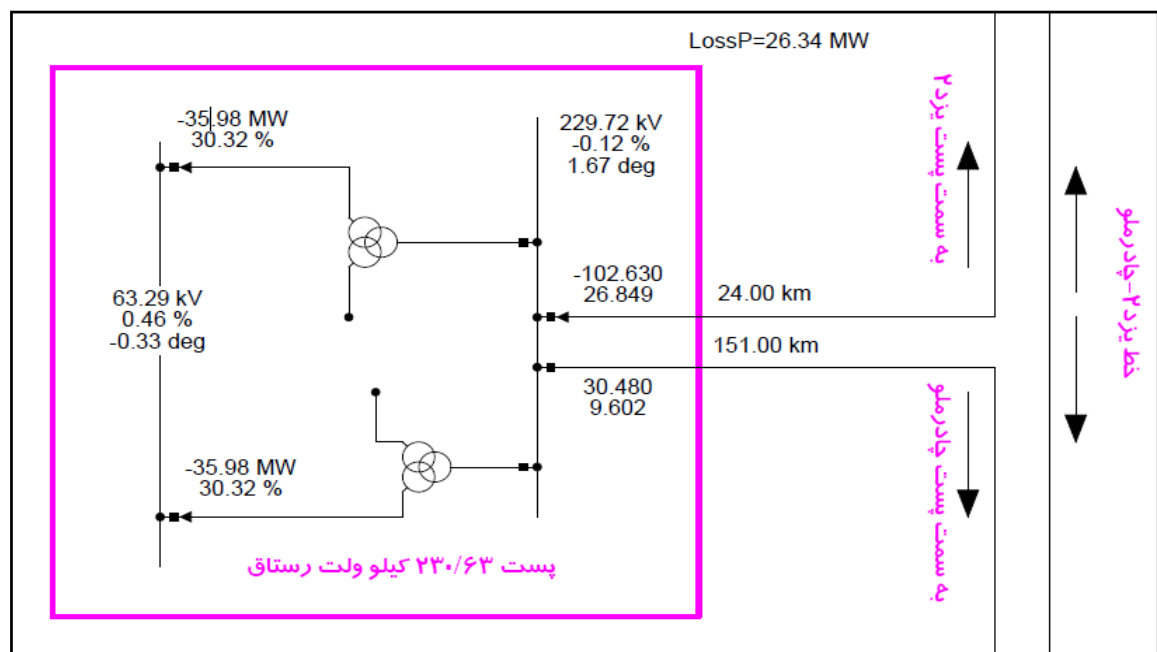 LossP=26.34 MW
-35.98 MW
30.32 %
229.72 kV
-0.12 %
1.67 deg
به سمت پست یزد۲
خط یزد۲-چادرملو
63.29 kV
0.46 %
-0.33 deg
-102.630
26.849
24.00 km
151.00 km
30.480
9.602
به سمت پست چادرملو
-35.98 MW
30.32 %
پست ۲۳۰/۶۳ کیلو ولت رستاق